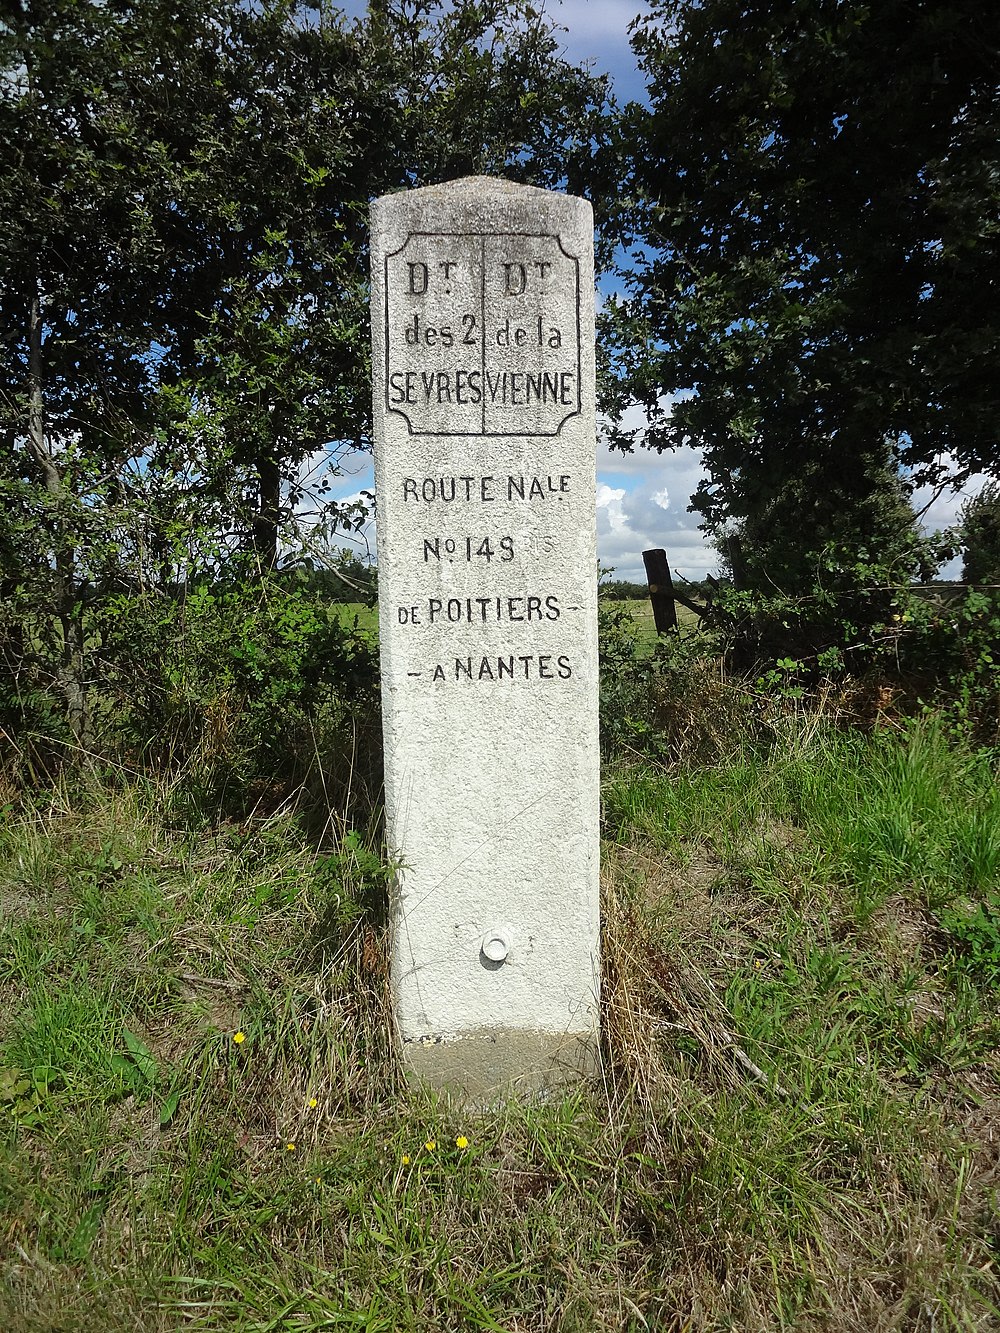 DT. DT
des 2 de la
SEVRES VIENNE
ROUTE NALE
No. 149
DE POITIERS-
-A NANTES